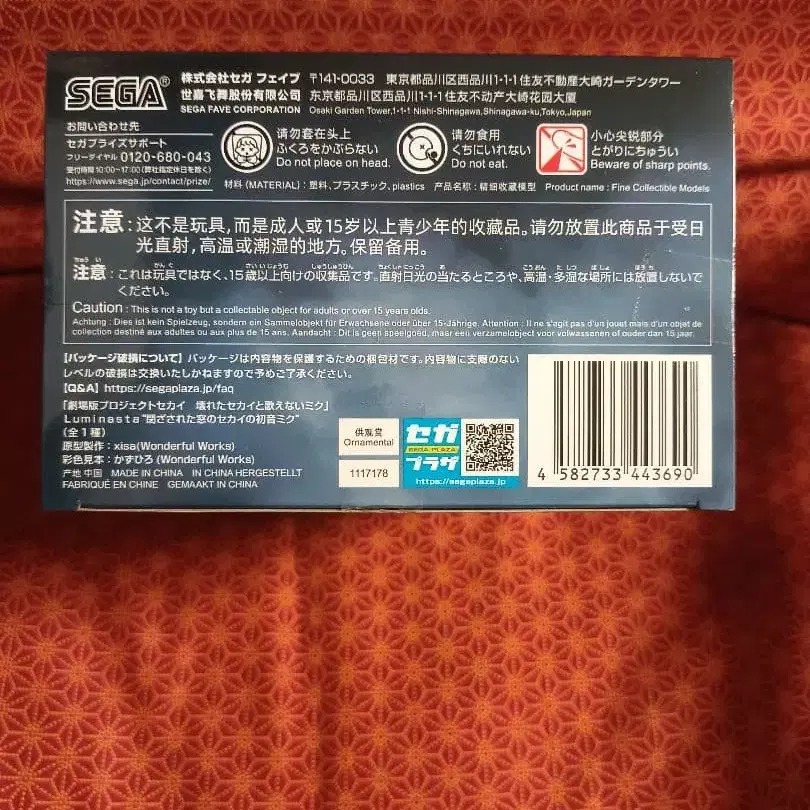 SEGA®
株式会社セガ フェイブ 〒141-0033 東京都品川区西品川1-1-1住友不動産大崎ガーデンタワー
世嘉飞舞股份有限公司 东京都品川区西品川1-1-1住友不动产大崎花园大厦
SEGA FAVE CORPORATION Osaki Garden Tower,1-1-1 Nishi-Shinagawa,Shinagawa-ku,Tokyo,Japan
お問い合わせ先
セガプライズサポート
フリーダイヤル 0120-680-043
受付時間10:00~17:00(弊社指定休日を除く)
https://www.sega.jp/contact/prize/
请勿套在头上
ふくろをかぶらない
Do not place on head.
请勿食用
くちにいれない
Do not eat.
小心尖锐部分
とがりにちゅうい
Beware of sharp points.
材料 (MATERIAL) : 塑料、プラスチック、plastics 产品名称 : 精细收藏模型 Product name : Fine Collectible Models
注意 : 这不是玩具,而是成人或15岁以上青少年的收藏品。请勿放置此商品于受日
光直射,高温或潮湿的地方。保留备用。
注意 : これは玩具ではなく、15歳以上向けの収集品です。直射日光の当たるところや、高温・多湿な場所には放置しないで
ください。
Caution : This is not a toy but a collectable object for adults or over 15 years olds.
Achtung : Dies ist kein Spielzeug, sondern ein Sammelobjekt für Erwachsene oder über 15-Jährige. Attention : Il ne s'agit pas d'un jouet mais d'un objet de
collection destiné aux adultes ou aux plus de 15 ans. Aandacht : Dit is geen speelgoed, maar een verzamelobject voor volwassenen of ouder dan 15 jaar.
【パッケージ破損について】パッケージは内容物を保護するための梱包材です。内容物に支障のない
レベルの破損は交換いたしかねますので予めご了承ください。
【Q&A】https://segaplaza.jp/faq
「劇場版プロジェクトセカイ 壊れたセカイと歌えないミク」
Luminasta“閉ざされた窓のセカイの初音ミク”
(全1種)
原型製作 : xisa(Wonderful Works)
彩色見本 : かずひろ (Wonderful Works)
产地 中国 MADE IN CHINA IN CHINA HERGESTELLT
FABRIQUÉ EN CHINE GEMAAKT IN CHINA
供观赏
Ornamental
1117178
セガ
SEGA PLAZA
プラザ
https://segaplaza.jp
4 582733 443690